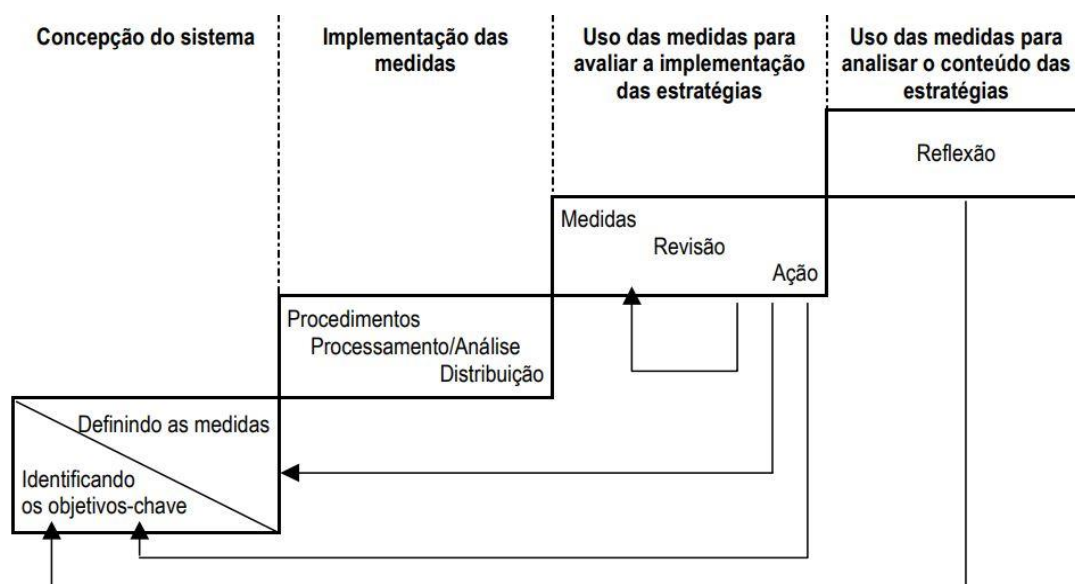 Concepção do sistema
Implementação das
medidas
Uso das medidas para
avaliar a implementação
das estratégias
Uso das medidas para
analisar o conteúdo das
estratégias
Reflexão
Medidas
Revisão
Ação
Procedimentos
Processamento/Análise
Distribuição
Definindo as medidas
Identificando
os objetivos-chave